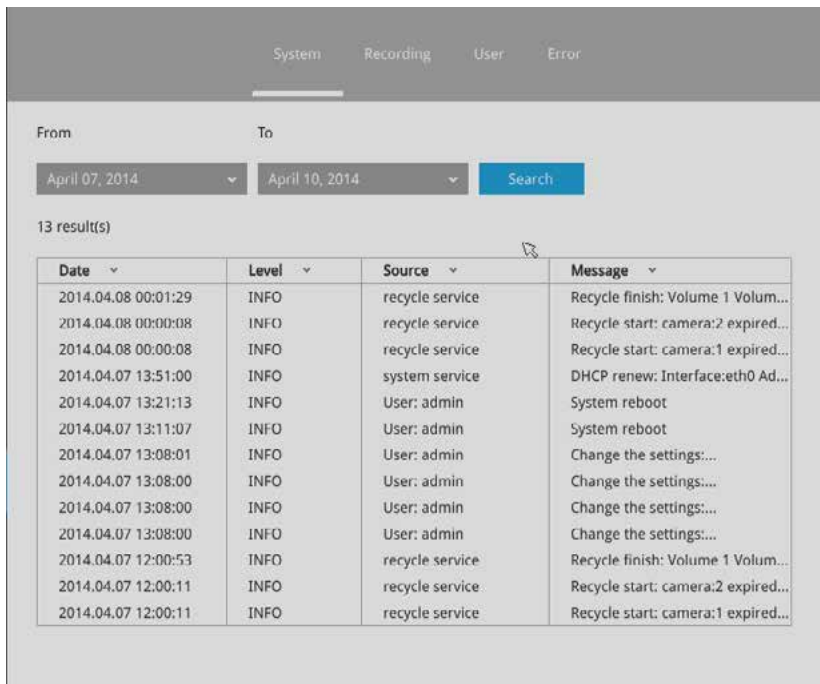 System Recording User Error
From To
April 07, 2014 April 10, 2014 Search
13 result(s)
Date Level Source Message
2014.04.08 00:01:29 INFO recycle service Recycle finish: Volume 1 Volum...
2014.04.08 00:00:08 INFO recycle service Recycle start: camera:2 expired...
2014.04.08 00:00:08 INFO recycle service Recycle start: camera:1 expired...
2014.04.07 13:51:00 INFO system service DHCP renew: Interface:eth0 Ad...
2014.04.07 13:21:13 INFO User: admin System reboot
2014.04.07 13:11:07 INFO User: admin System reboot
2014.04.07 13:08:01 INFO User: admin Change the settings:...
2014.04.07 13:08:00 INFO User: admin Change the settings:...
2014.04.07 13:08:00 INFO User: admin Change the settings:...
2014.04.07 13:08:00 INFO User: admin Change the settings:...
2014.04.07 12:00:53 INFO recycle service Recycle finish: Volume 1 Volum...
2014.04.07 12:00:11 INFO recycle service Recycle start: camera:2 expired...
2014.04.07 12:00:11 INFO recycle service Recycle start: camera:1 expired...